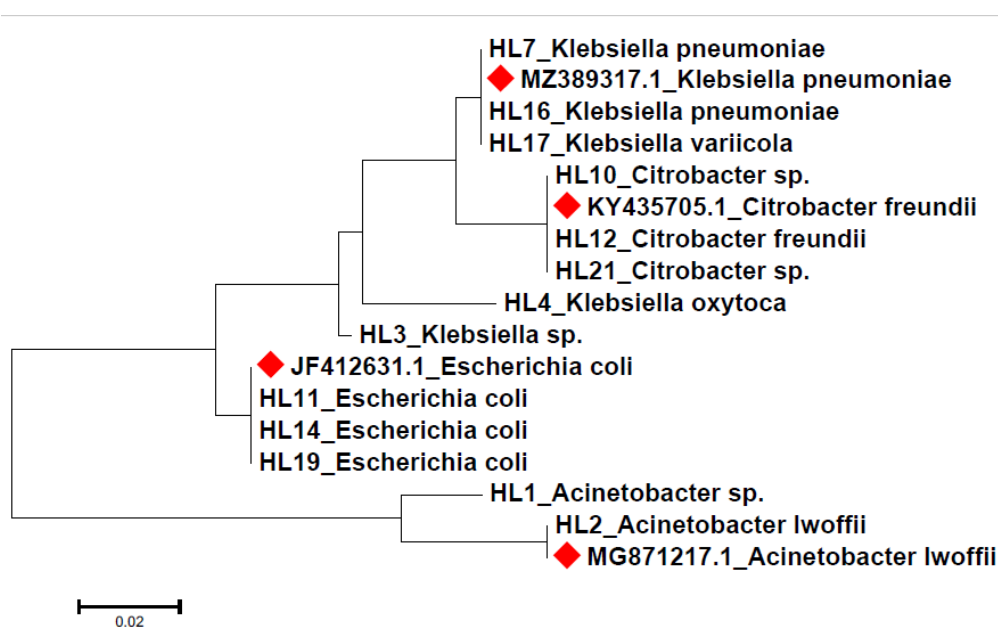 HL7_Klebsiella pneumoniae
MZ389317.1_Klebsiella pneumoniae
HL16_Klebsiella pneumoniae
HL17_Klebsiella variicola
HL10_Citrobacter sp.
KY435705.1_Citrobacter freundii
HL12_Citrobacter freundii
HL21_Citrobacter sp.
HL4_Klebsiella oxytoca
HL3_Klebsiella sp.
JF412631.1_Escherichia coli
HL11_Escherichia coli
HL14_Escherichia coli
HL19_Escherichia coli
HL1_Acinetobacter sp.
HL2_Acinetobacter lwoffii
MG871217.1_Acinetobacter lwoffii
0.02